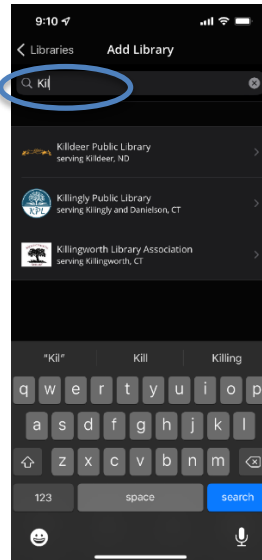 9:10
Libraries Add Library
Kil
Killdeer Public Library
serving Killdeer, ND
KPL
Killingly Public Library
serving Kilingly and Danielson, CT
Killingworth Library Association
serving Killingworth, CT
"Kil" Kill Killing
q w e r t y u i o p
a s d f g h j k l
z x c v b n m
123 space search